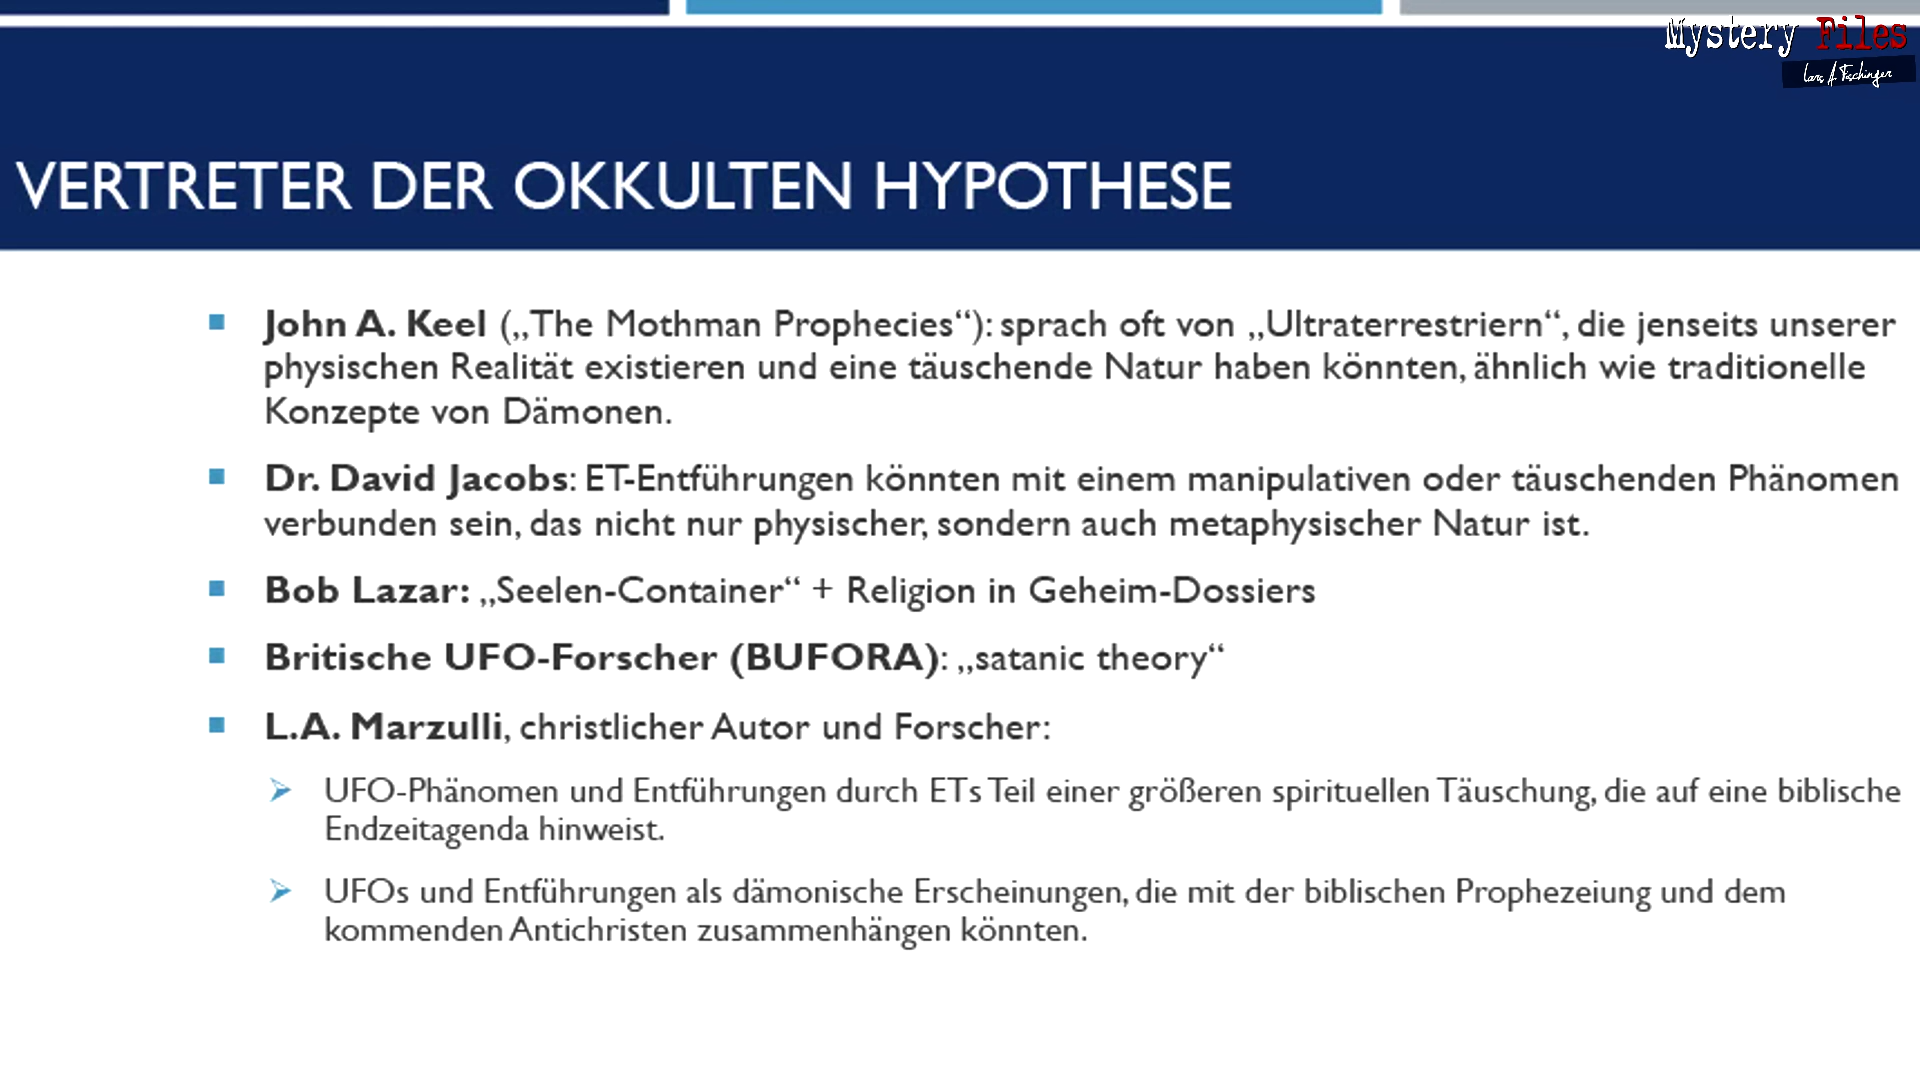 Mystery Files
Lars A. Fischinger
VERTRETER DER OKKULTEN HYPOTHESE
John A. Keel („The Mothman Prophecies“): sprach oft von „Ultraterrestriern“, die jenseits unserer
physischen Realität existieren und eine täuschende Natur haben könnten, ähnlich wie traditionelle
Konzepte von Dämonen.
Dr. David Jacobs: ET-Entführungen könnten mit einem manipulativen oder täuschenden Phänomen
verbunden sein, das nicht nur physischer, sondern auch metaphysischer Natur ist.
Bob Lazar: „Seelen-Container“ + Religion in Geheim-Dossiers
Britische UFO-Forscher (BUFORA): „satanic theory“
L.A. Marzulli, christlicher Autor und Forscher:
UFO-Phänomen und Entführungen durch ETs Teil einer größeren spirituellen Täuschung, die auf eine biblische
Endzeitagenda hinweist.
UFOs und Entführungen als dämonische Erscheinungen, die mit der biblischen Prophezeiung und dem
kommenden Antichristen zusammenhängen könnten.